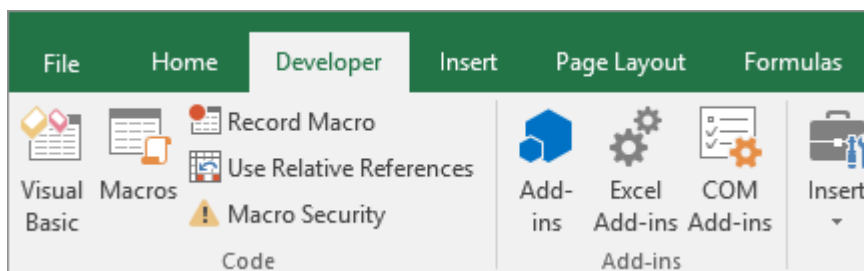 File Home Developer Insert Page Layout Formulas
Record Macro
Use Relative References
Macro Security
Visual Basic
Macros
Code
Add-
ins
Excel
Add-ins
COM
Add-ins
Add-ins
Insert